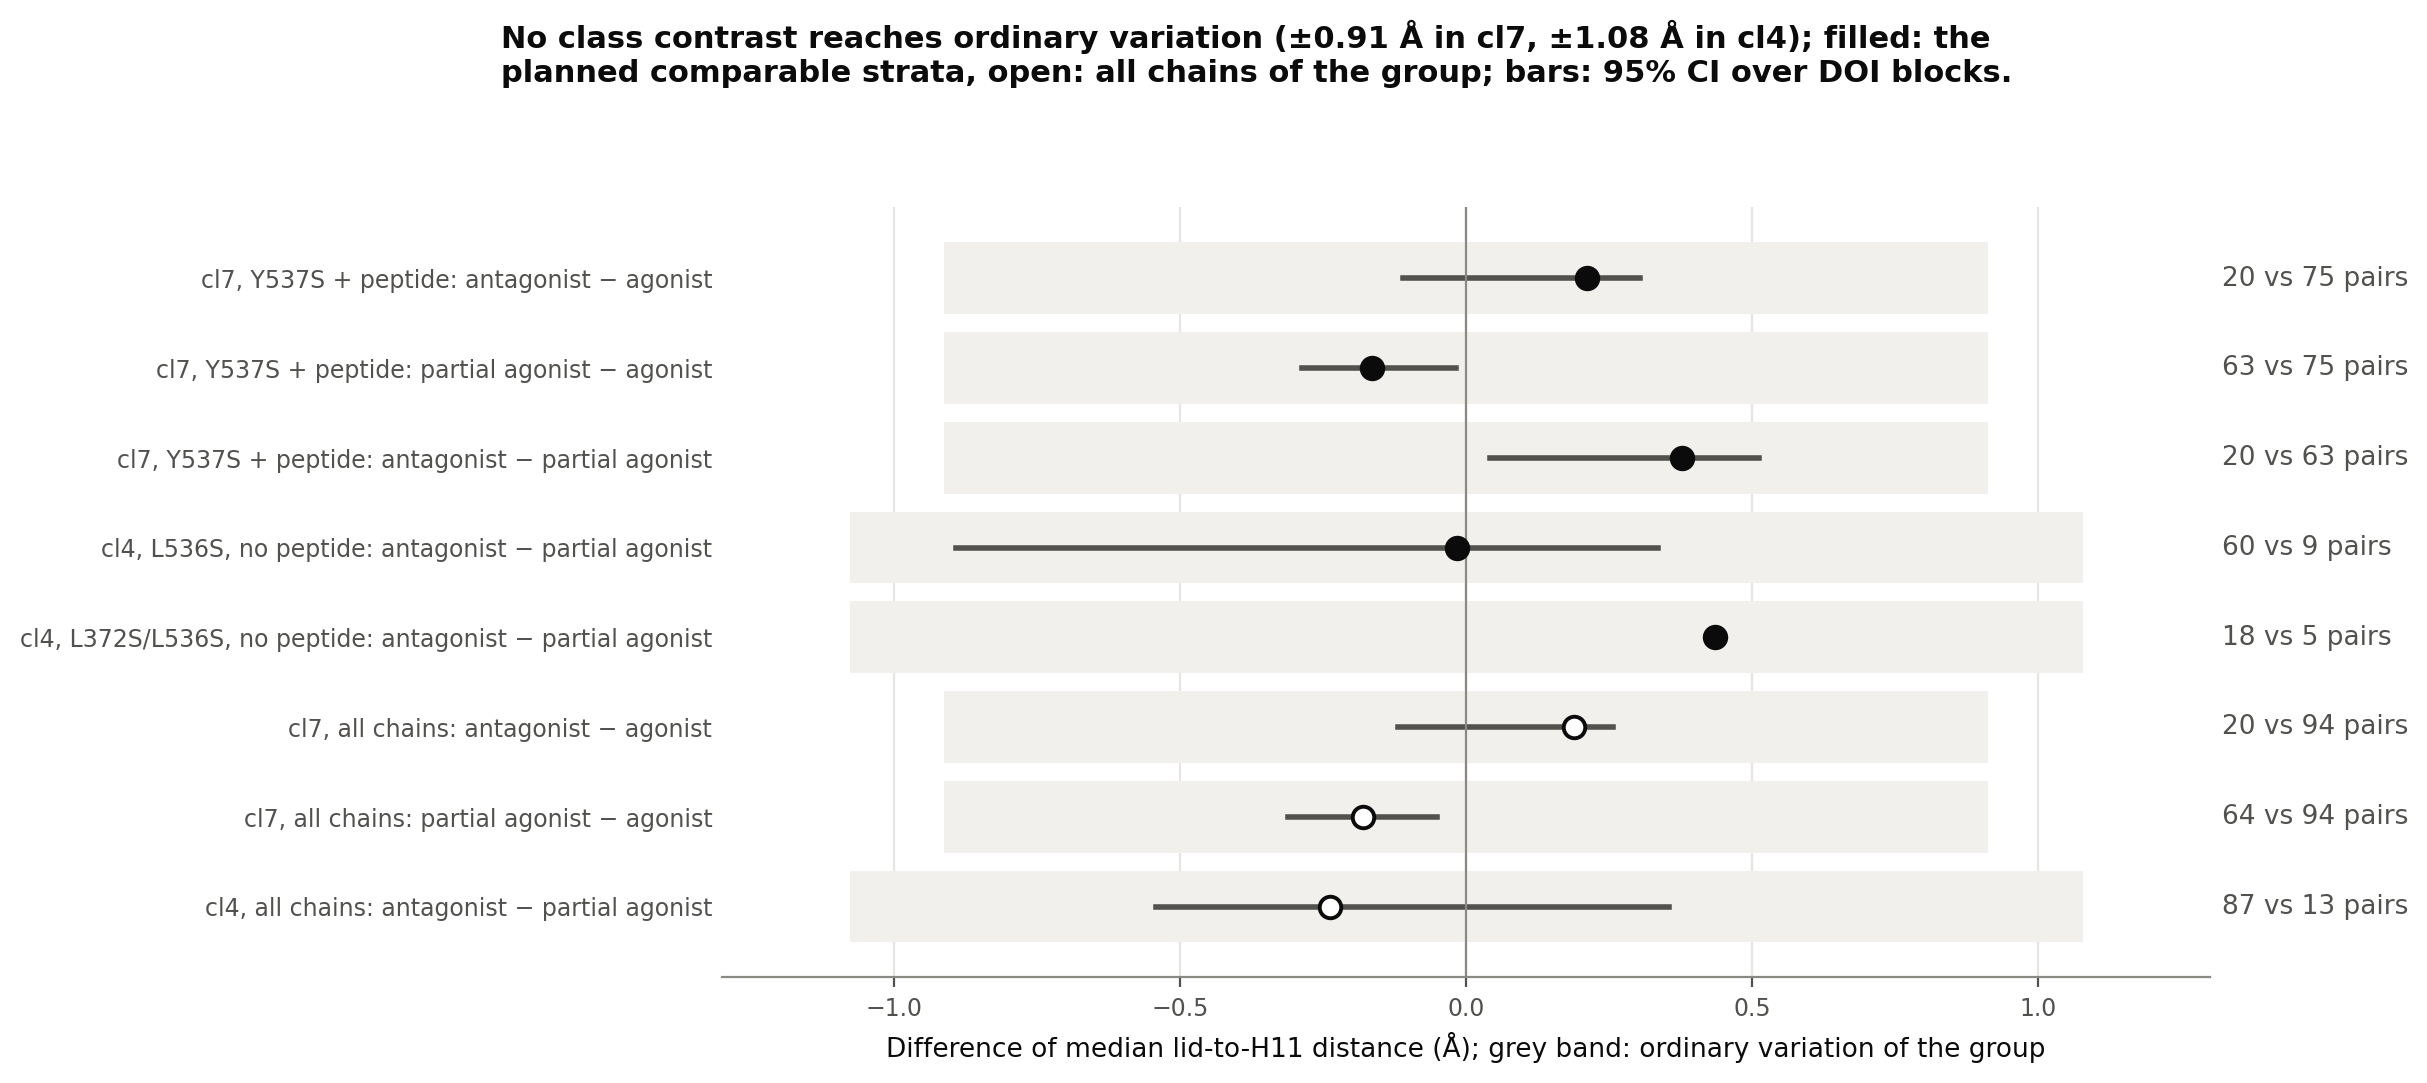 No class contrast reaches ordinary variation (±0.91 Å in cl7, ±1.08 Å in cl4); filled: the
planned comparable strata, open: all chains of the group; bars: 95% CI over DOI blocks.
cl7, Y537S + peptide: antagonist − agonist
20 vs 75 pairs
cl7, Y537S + peptide: partial agonist − agonist
63 vs 75 pairs
cl7, Y537S + peptide: antagonist − partial agonist
20 vs 63 pairs
cl4, L536S, no peptide: antagonist − partial agonist
60 vs 9 pairs
cl4, L372S/L536S, no peptide: antagonist − partial agonist
18 vs 5 pairs
cl7, all chains: antagonist − agonist
20 vs 94 pairs
cl7, all chains: partial agonist − agonist
64 vs 94 pairs
cl4, all chains: antagonist − partial agonist
87 vs 13 pairs
−1.0 −0.5 0.0 0.5 1.0
Difference of median lid-to-H11 distance (Å); grey band: ordinary variation of the group